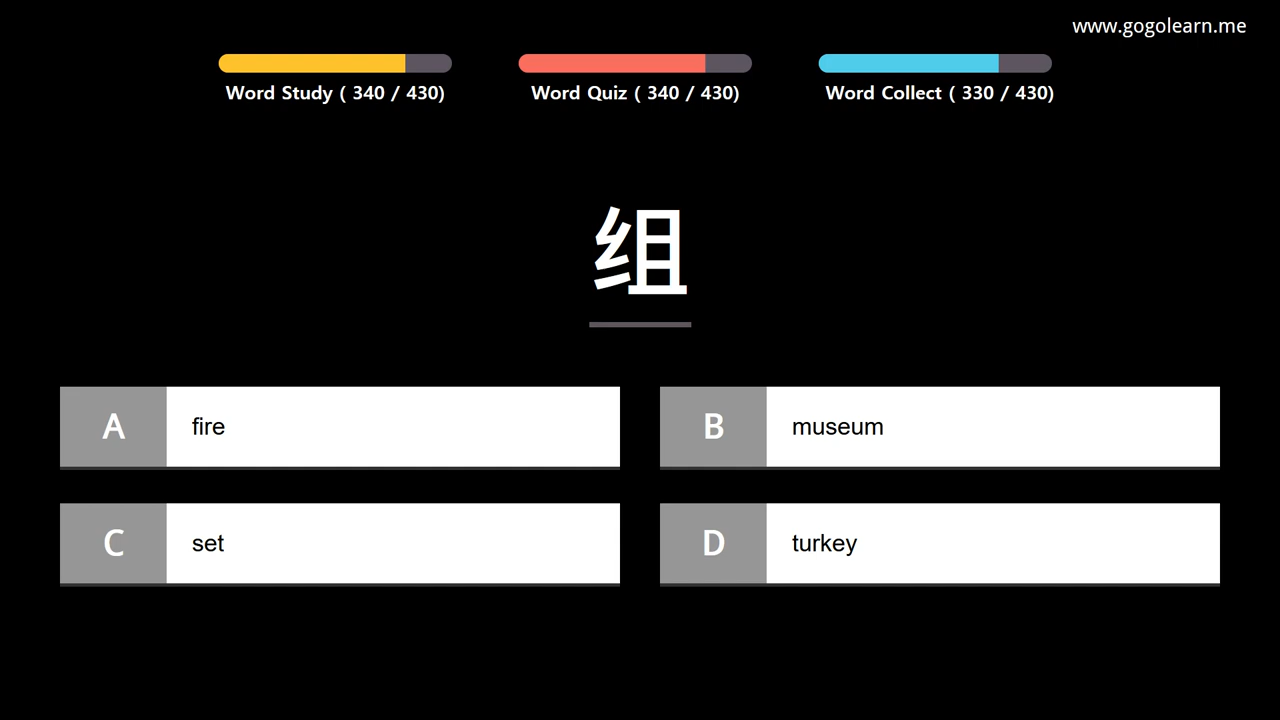 www.gogolearn.me
Word Study ( 340 / 430)
Word Quiz ( 340 / 430)
Word Collect ( 330 / 430)
组
A fire
B museum
C set
D turkey